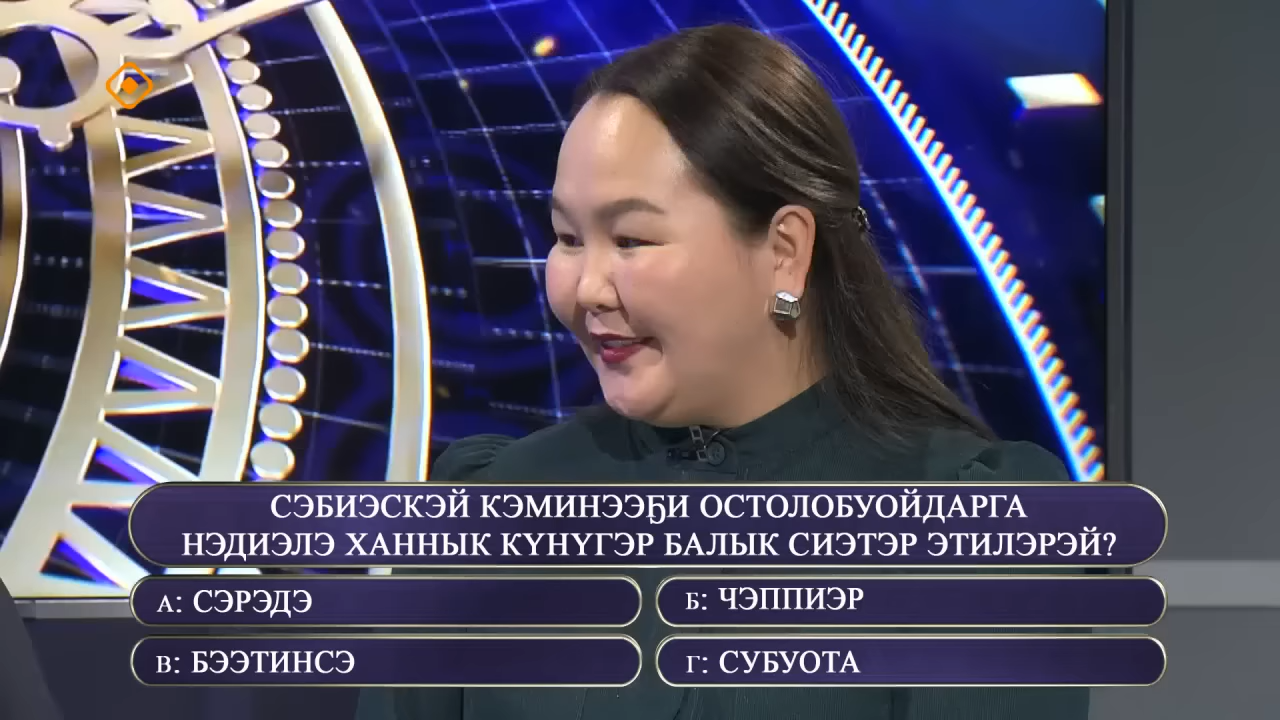 СЭБИЭСКЭЙ КЭМИНЭЭҔИ ОСТОЛОБУОЙДАРГА
НЭДИЭЛЭ ХАННЫК КҮНҮГЭР БАЛЫК СИЭТЭР ЭТИЛЭРЭЙ?
А: СЭРЭДЭ
Б: ЧЭППИЭР
В: БЭЭТИНСЭ
Г: СУБУОТА